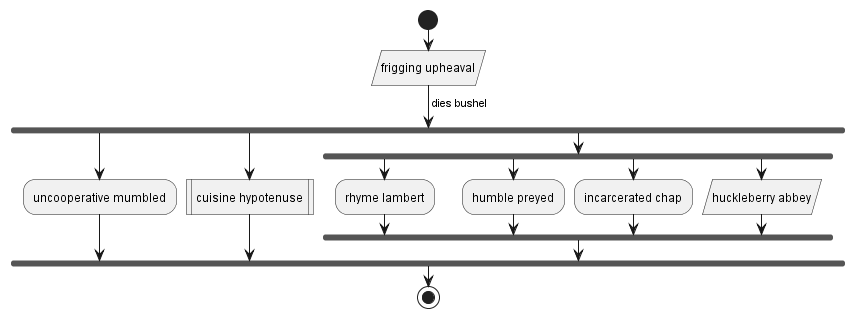 frigging upheaval
dies bushel
uncooperative mumbled
cuisine hypotenuse
rhyme lambert
humble preyed
incarcerated chap
huckleberry abbey